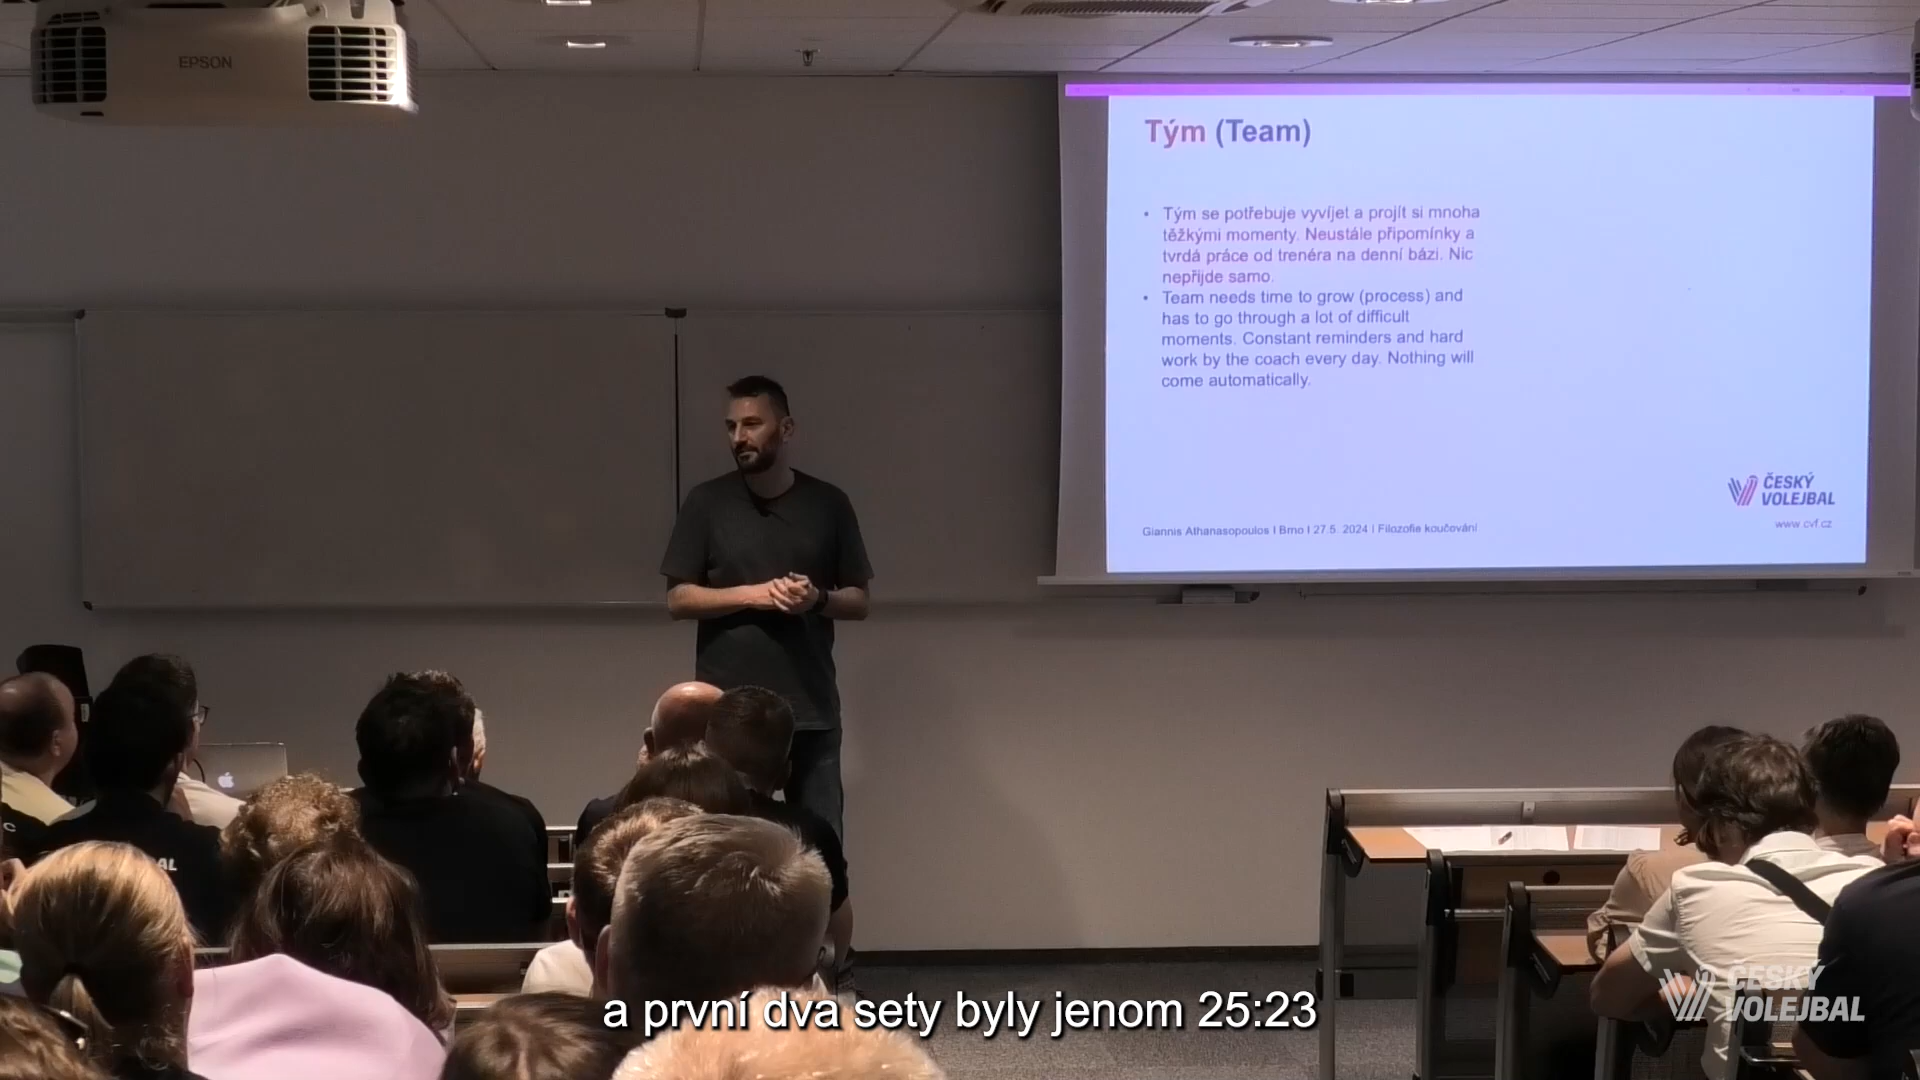 EPSON
Tým (Team)
• Tým se potřebuje vyvíjet a projít si mnoha
těžkými momenty. Neustále připomínky a
tvrdá práce od trenéra na denní bázi. Nic
nepřijde samo.
• Team needs time to grow (process) and
has to go through a lot of difficult
moments. Constant reminders and hard
work by the coach every day. Nothing will
come automatically.
ČESKÝ
VOLEJBAL
www.cvf.cz
Giannis Athanasopoulos I Brno I 27.5. 2024 | Filozofie koučování
AL
a první dva sety byly jenom 25:23
ČESKÝ
VOLEJBAL